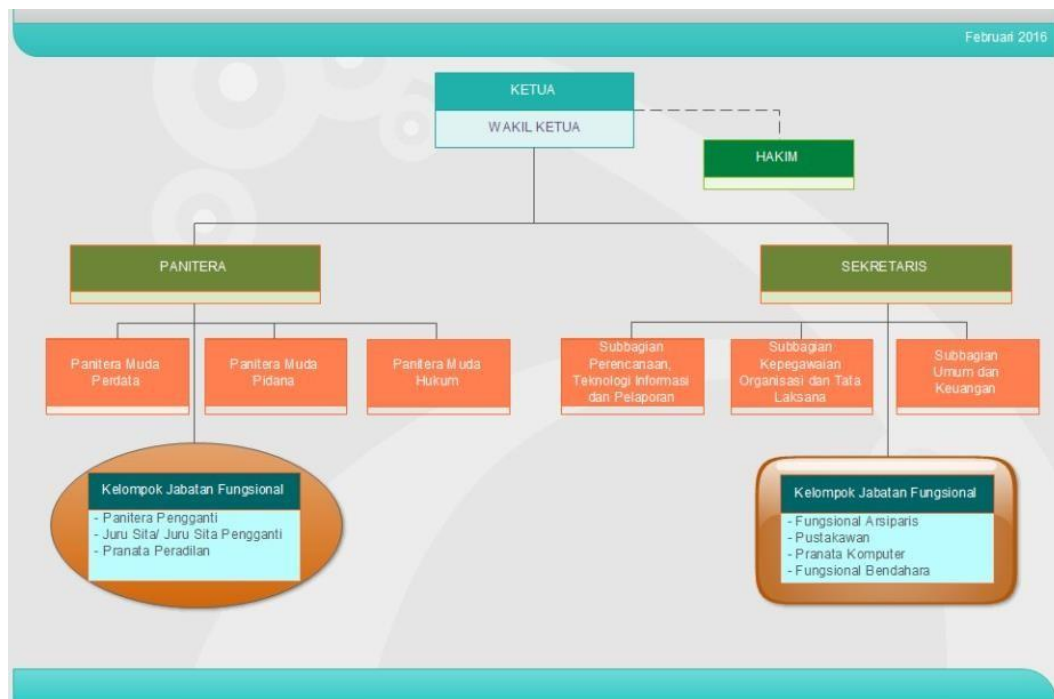 Februari 2016
KETUA
WAKIL KETUA
HAKIM
PANITERA
SEKRETARIS
Panitera Muda
Perdata
Panitera Muda
Pidana
Panitera Muda
Hukum
Subbagian
Perencanaan,
Teknologi Informasi
dan Pelaporan
Subbagian
Kepegawaian
Organisasi dan Tata
Laksana
Subbagian
Umum dan
Keuangan
Kelompok Jabatan Fungsional
- Panitera Pengganti
- Juru Sita/ Juru Sita Pengganti
- Pranata Peradilan
Kelompok Jabatan Fungsional
- Fungsional Arsiparis
- Pustakawan
- Pranata Komputer
- Fungsional Bendahara